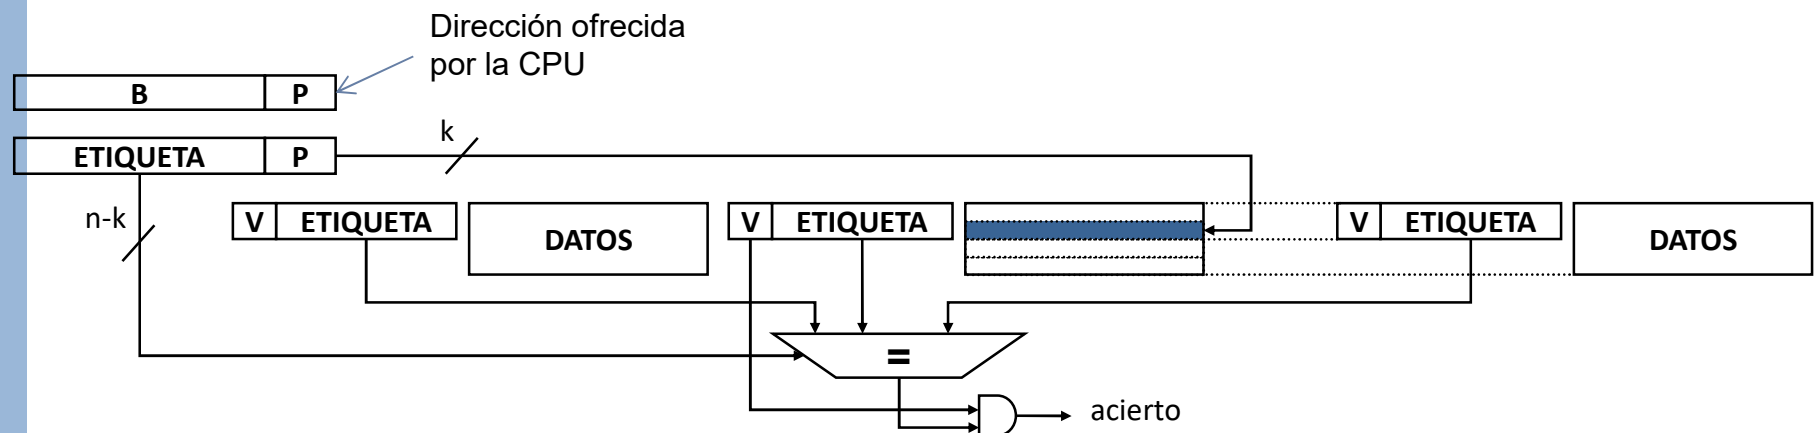 Dirección ofrecida
por la CPU
B P
k
ETIQUETA P
n-k
V ETIQUETA DATOS V ETIQUETA V ETIQUETA DATOS
=
acierto